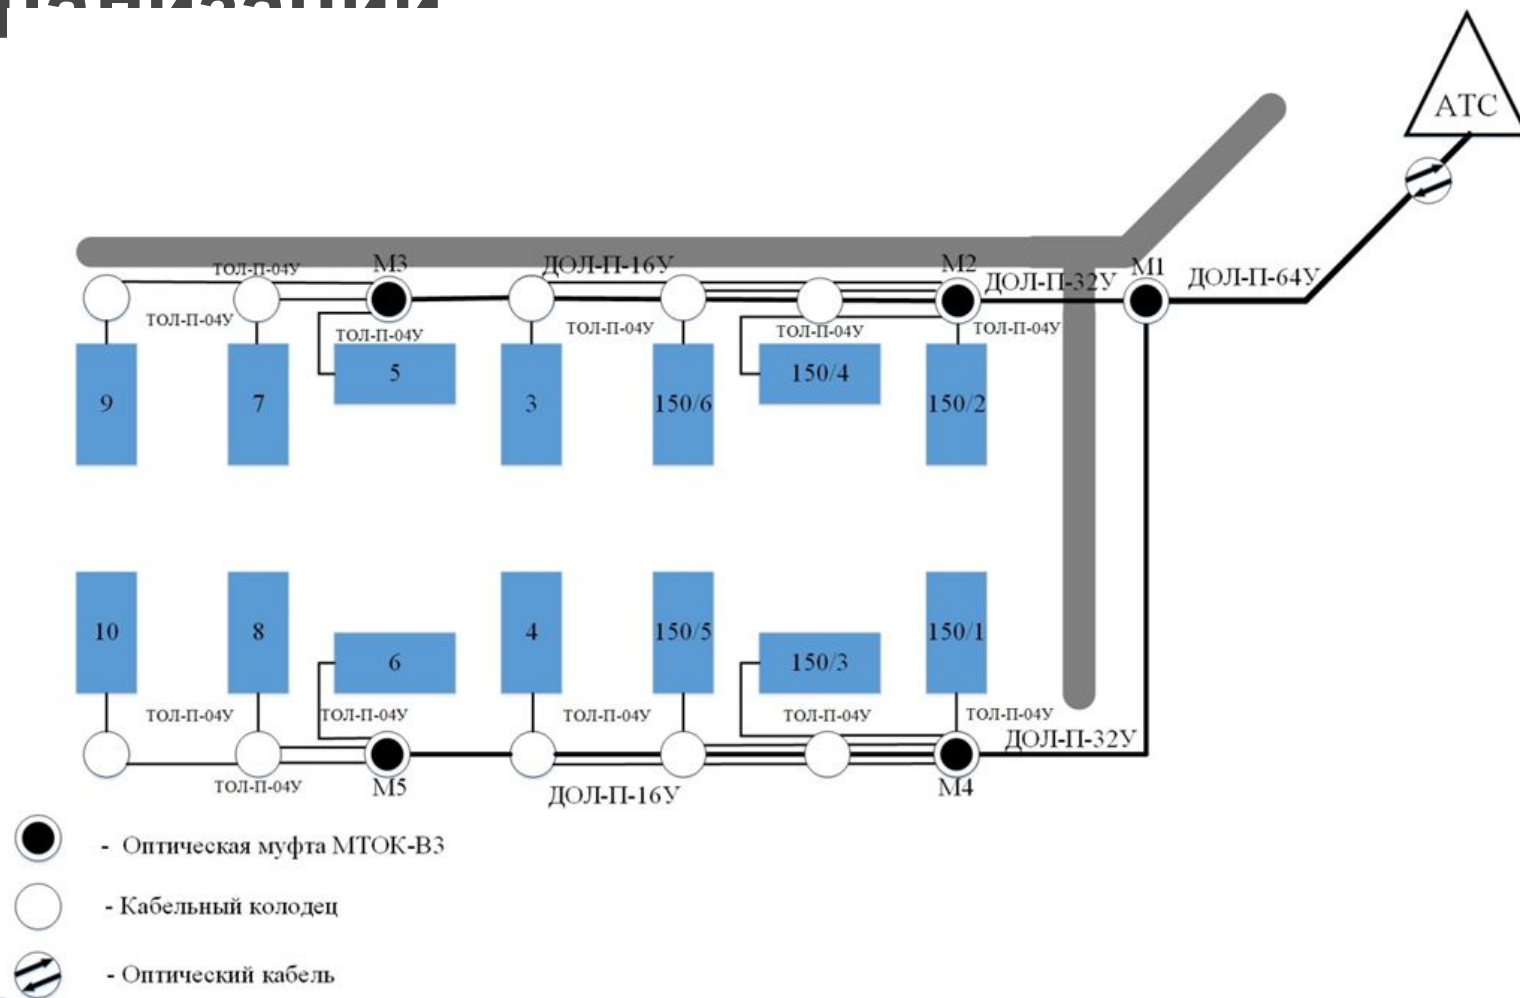 АТС
ТОЛ-П-04У
М3
ДОЛ-П-16У
М2
ДОЛ-П-32У
М1
ДОЛ-П-64У
ТОЛ-П-04У
ТОЛ-П-04У
ТОЛ-П-04У
ТОЛ-П-04У
ТОЛ-П-04У
9
7
5
3
150/6
150/4
150/2
10
8
6
4
150/5
150/3
150/1
ТОЛ-П-04У
ТОЛ-П-04У
ТОЛ-П-04У
ТОЛ-П-04У
ТОЛ-П-04У
ДОЛ-П-32У
ТОЛ-П-04У
М5
ДОЛ-П-16У
М4
- Оптическая муфта МТОК-В3
- Кабельный колодец
- Оптический кабель